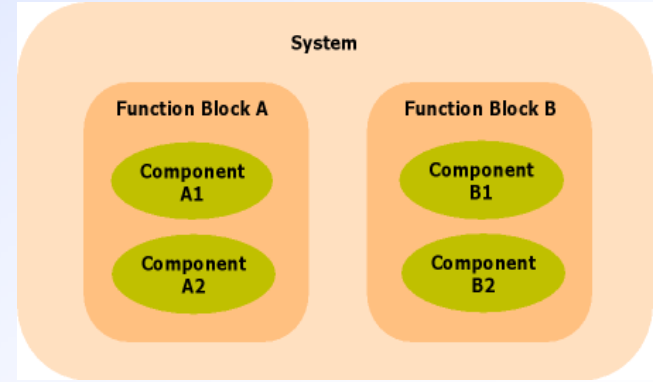 System
Function Block A
Component
A1
Component
A2
Function Block B
Component
B1
Component
B2